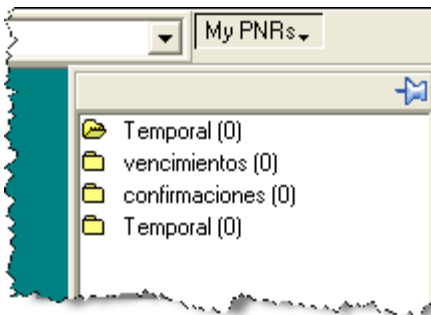 My PNRs
Temporal (0)
vencimientos (0)
confirmaciones (0)
Temporal (0)